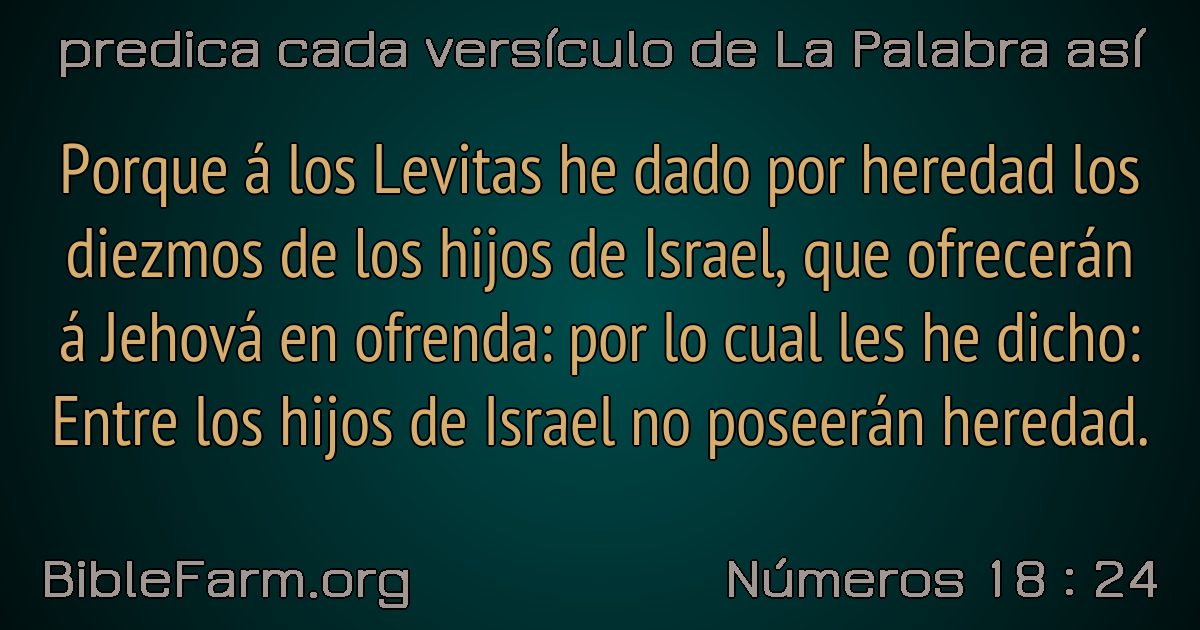 predica cada versículo de La Palabra así
Porque á los Levitas he dado por heredad los
diezmos de los hijos de Israel, que ofrecerán
á Jehová en ofrenda: por lo cual les he dicho:
Entre los hijos de Israel no poseerán heredad.
BibleFarm.org
Números 18 : 24